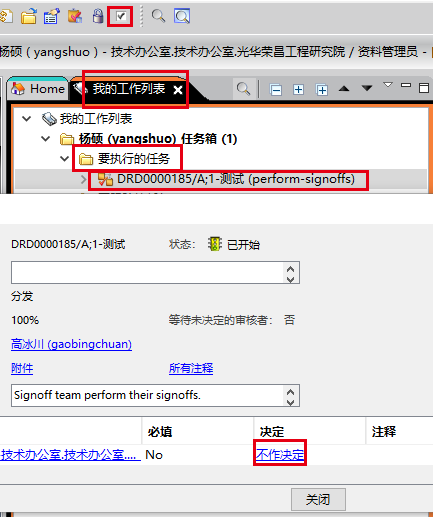 杨硕 ( yangshuo ) - 技术办公室.技术办公室.光华荣昌工程研究院 / 资料管理员 -
Home 我的工作列表
我的工作列表
杨硕 (yangshuo) 任务箱 (1)
要执行的任务
DRD0000185/A;1-测试 (perform-signoffs)
DRD0000185/A;1-测试 状态: 已开始
分发
100% 等待未决定的审核者: 否
高冰川 (gaobingchuan)
附件 所有注释
Signoff team perform their signoffs.
必填 决定 注释
技术办公室.技术办公室.... No 不作决定
关闭